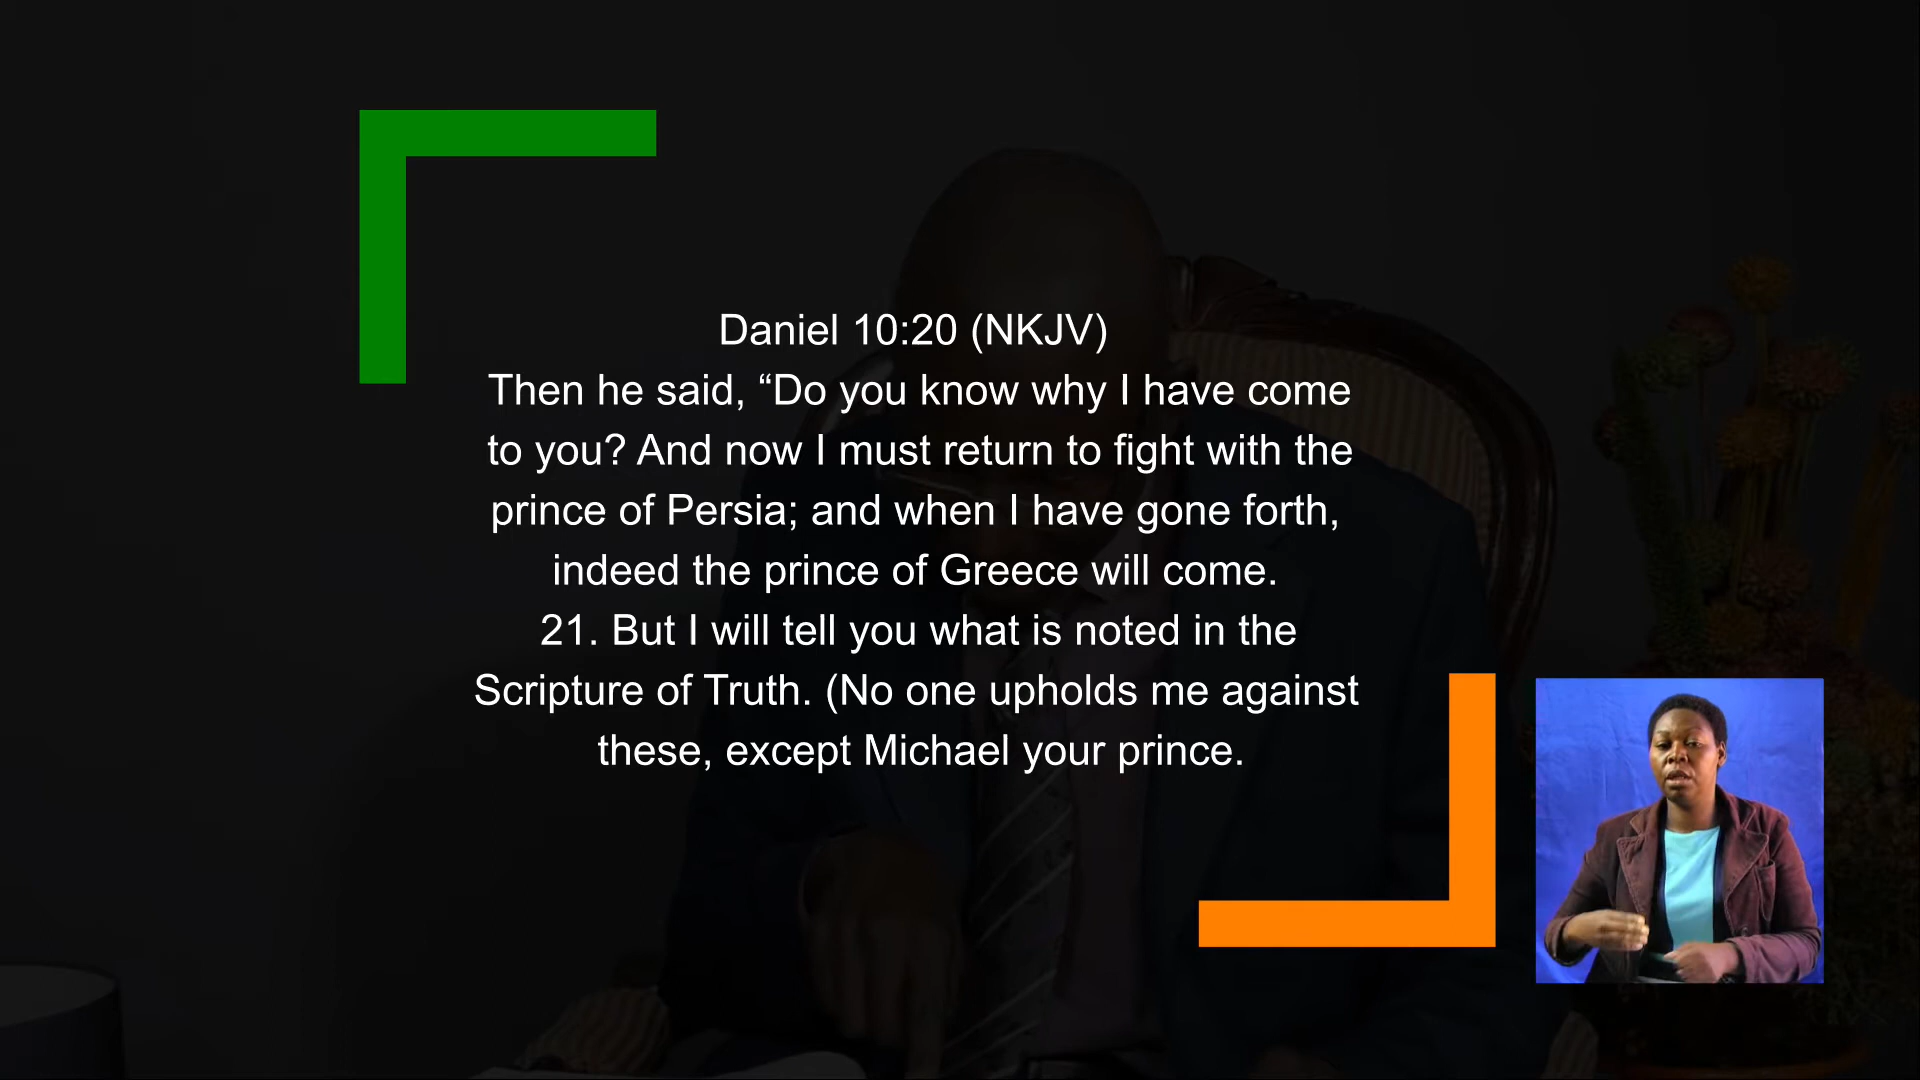 Daniel 10:20 (NKJV)
Then he said, “Do you know why I have come
to you? And now I must return to fight with the
prince of Persia; and when I have gone forth,
indeed the prince of Greece will come.
21. But I will tell you what is noted in the
Scripture of Truth. (No one upholds me against
these, except Michael your prince.